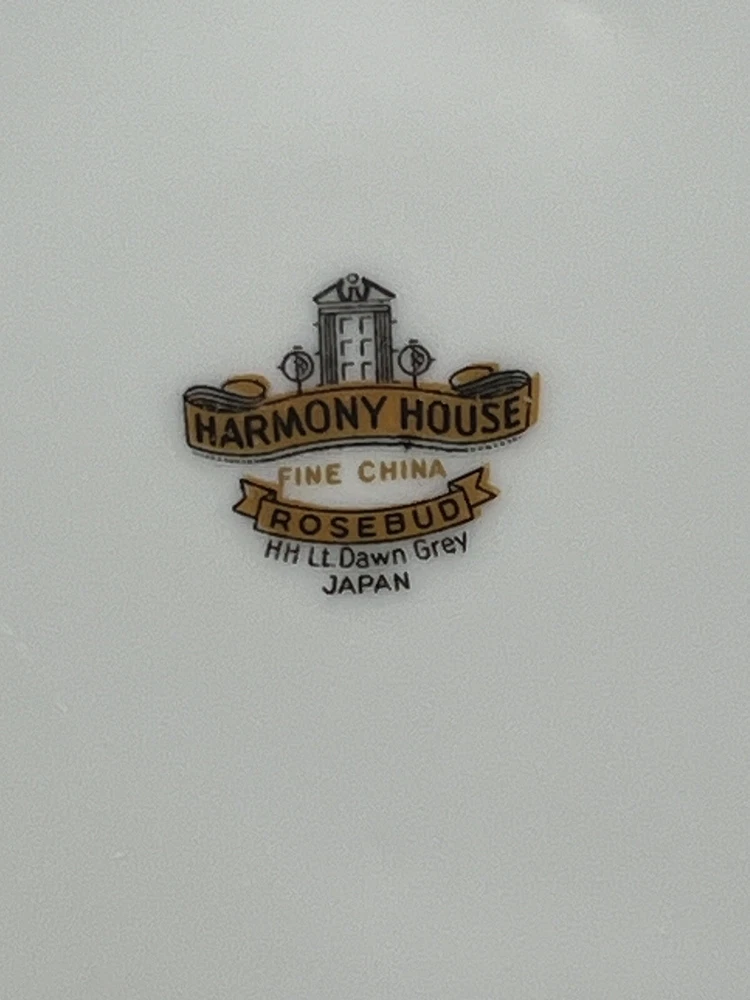 HARMONY HOUSE
FINE CHINA
ROSEBUD
HH Lt. Dawn Grey
JAPAN